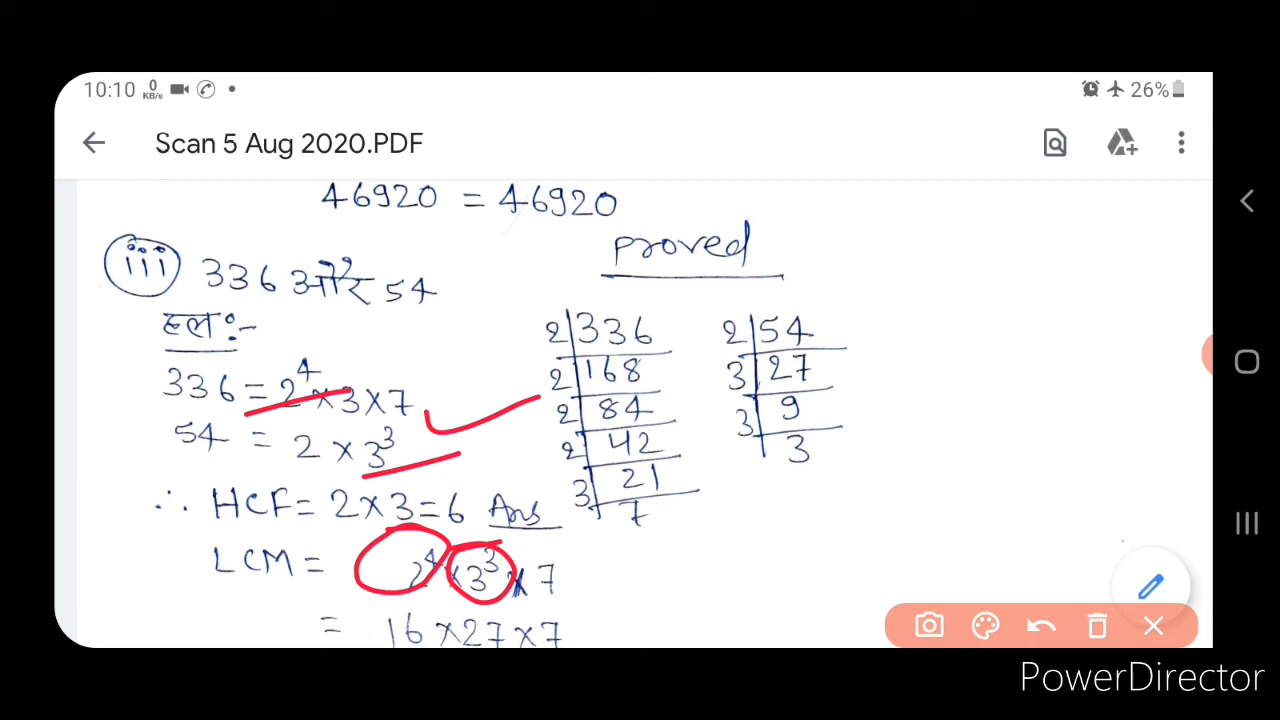 10:10 0 KB/s 26%
Scan 5 Aug 2020.PDF
46920 = 46920
proved
iii 336 और 54
हल :-
336 = 2⁴ × 3 × 7
54 = 2 × 3³
∴ HCF = 2 × 3 = 6 Ans
LCM = 2⁴ × 3³ × 7
= 16 × 27 × 7
2 336
2 168
2 84
2 42
3 21
7
2 54
3 27
3 9
3
PowerDirector